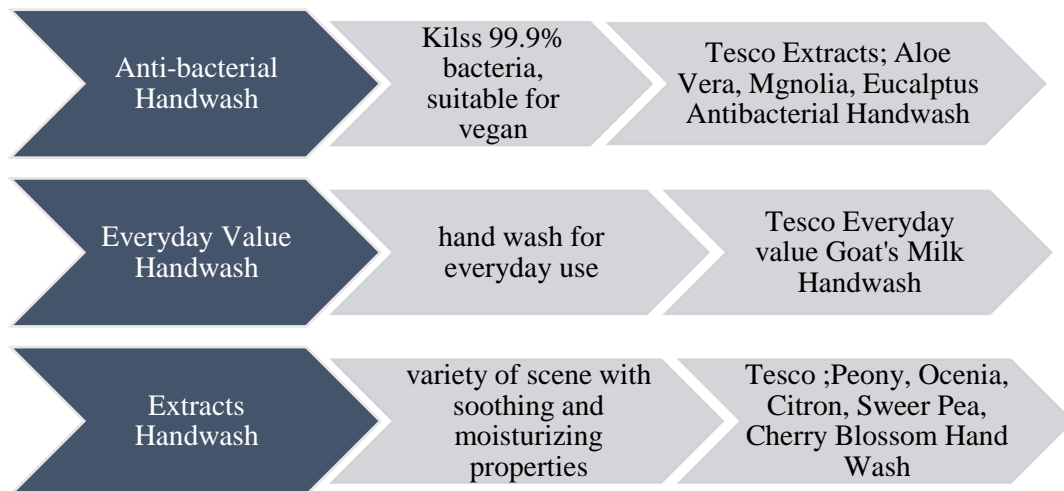 Anti-bacterial
Handwash
Kilss 99.9%
bacteria,
suitable for
vegan
Tesco Extracts; Aloe
Vera, Mgnolia, Eucalptus
Antibacterial Handwash
Everyday Value
Handwash
hand wash for
everyday use
Tesco Everyday
value Goat's Milk
Handwash
Extracts
Handwash
variety of scene with
soothing and
moisturizing
properties
Tesco ;Peony, Ocenia,
Citron, Sweer Pea,
Cherry Blossom Hand
Wash